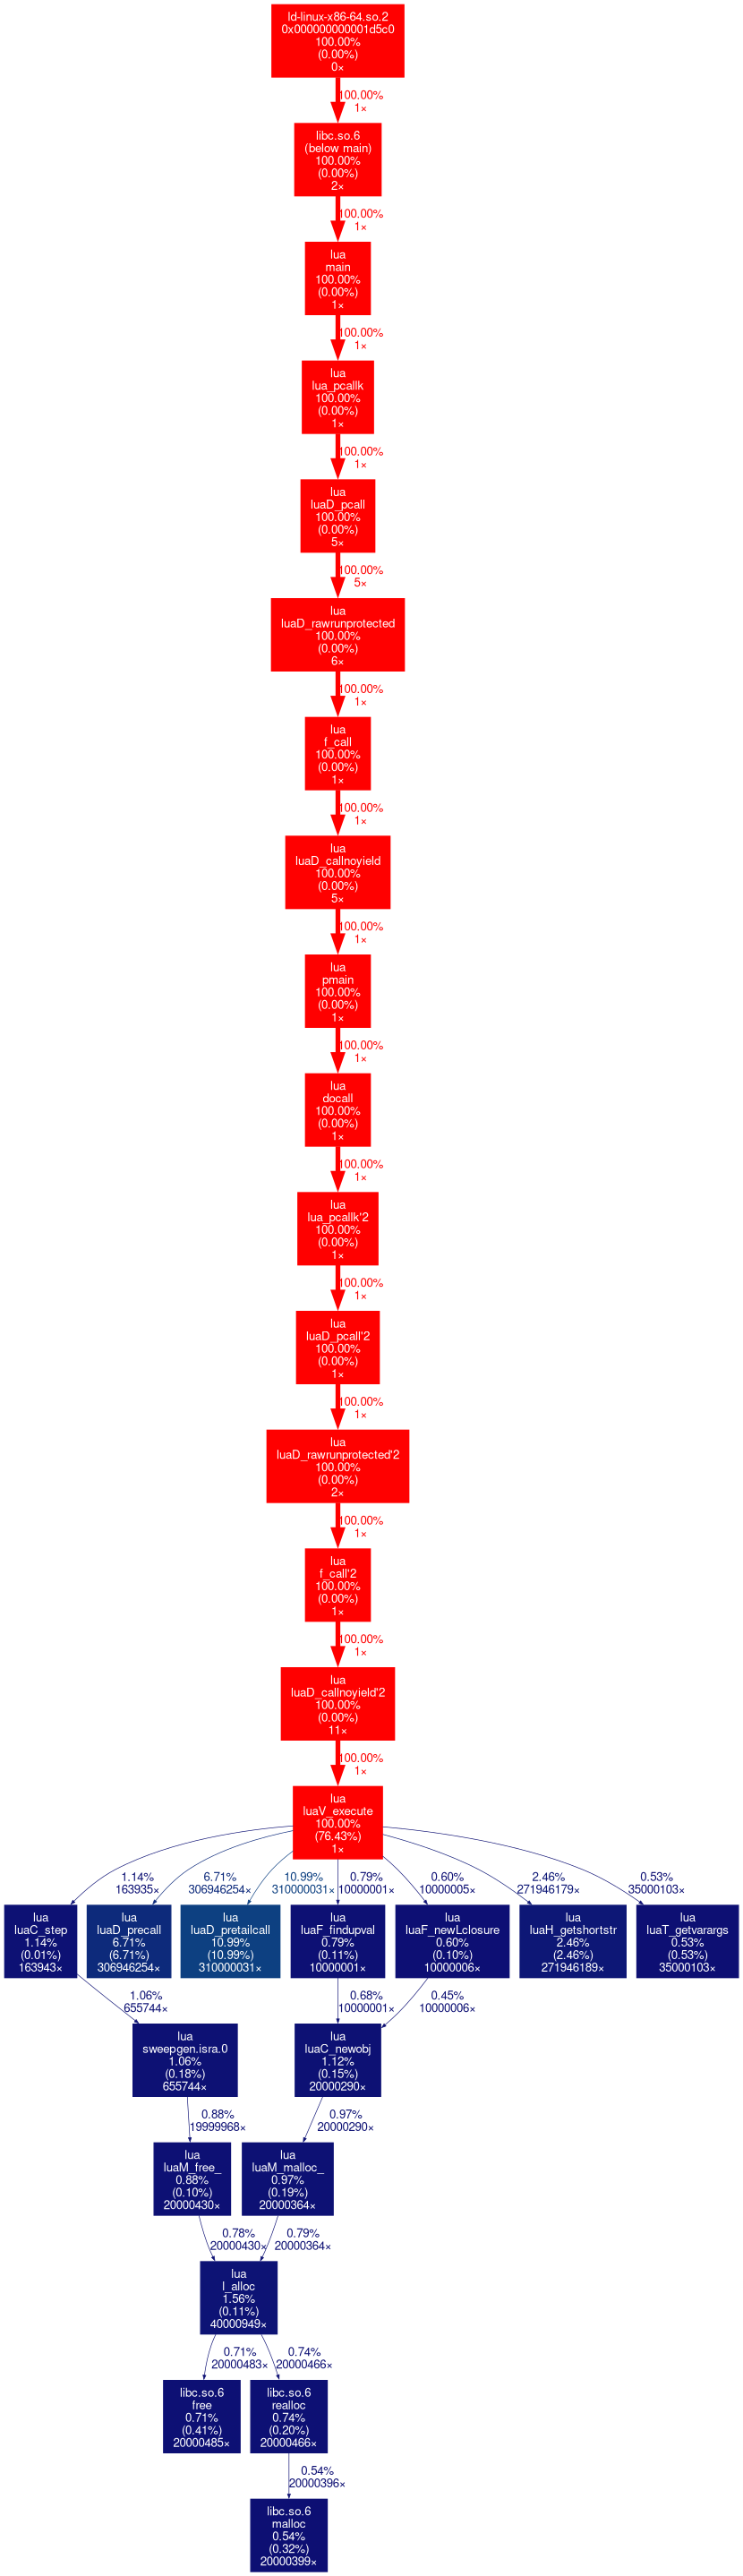 ld-linux-x86-64.so.2
0x000000000001d5c0
100.00%
(0.00%)
0×
100.00%
1×
libc.so.6
(below main)
100.00%
(0.00%)
2×
100.00%
1×
lua
main
100.00%
(0.00%)
1×
100.00%
1×
lua
lua_pcallk
100.00%
(0.00%)
1×
100.00%
1×
lua
luaD_pcall
100.00%
(0.00%)
5×
100.00%
5×
lua
luaD_rawrunprotected
100.00%
(0.00%)
6×
100.00%
1×
lua
f_call
100.00%
(0.00%)
1×
100.00%
1×
lua
luaD_callnoyield
100.00%
(0.00%)
5×
100.00%
1×
lua
pmain
100.00%
(0.00%)
1×
100.00%
1×
lua
docall
100.00%
(0.00%)
1×
100.00%
1×
lua
lua_pcallk'2
100.00%
(0.00%)
1×
100.00%
1×
lua
luaD_pcall'2
100.00%
(0.00%)
1×
100.00%
1×
lua
luaD_rawrunprotected'2
100.00%
(0.00%)
2×
100.00%
1×
lua
f_call'2
100.00%
(0.00%)
1×
100.00%
1×
lua
luaD_callnoyield'2
100.00%
(0.00%)
11×
100.00%
1×
lua
luaV_execute
100.00%
(76.43%)
1×
1.14%
163935×
6.71%
306946254×
10.99%
310000031×
0.79%
10000001×
0.60%
10000005×
2.46%
271946179×
0.53%
35000103×
lua
luaC_step
1.14%
(0.01%)
163943×
lua
luaD_precall
6.71%
(6.71%)
306946254×
lua
luaD_pretailcall
10.99%
(10.99%)
310000031×
lua
luaF_findupval
0.79%
(0.11%)
10000001×
lua
luaF_newLclosure
0.60%
(0.10%)
10000006×
lua
luaH_getshortstr
2.46%
(2.46%)
271946189×
lua
luaT_getvarargs
0.53%
(0.53%)
35000103×
1.06%
655744×
0.68%
10000001×
0.45%
10000006×
lua
sweepgen.isra.0
1.06%
(0.18%)
655744×
lua
luaC_newobj
1.12%
(0.15%)
20000290×
0.88%
19999968×
0.97%
20000290×
lua
luaM_free_
0.88%
(0.10%)
20000430×
lua
luaM_malloc_
0.97%
(0.19%)
20000364×
0.78%
20000430×
0.79%
20000364×
lua
l_alloc
1.56%
(0.11%)
40000949×
0.71%
20000483×
0.74%
20000466×
libc.so.6
free
0.71%
(0.41%)
20000485×
libc.so.6
realloc
0.74%
(0.20%)
20000466×
0.54%
20000396×
libc.so.6
malloc
0.54%
(0.32%)
20000399×